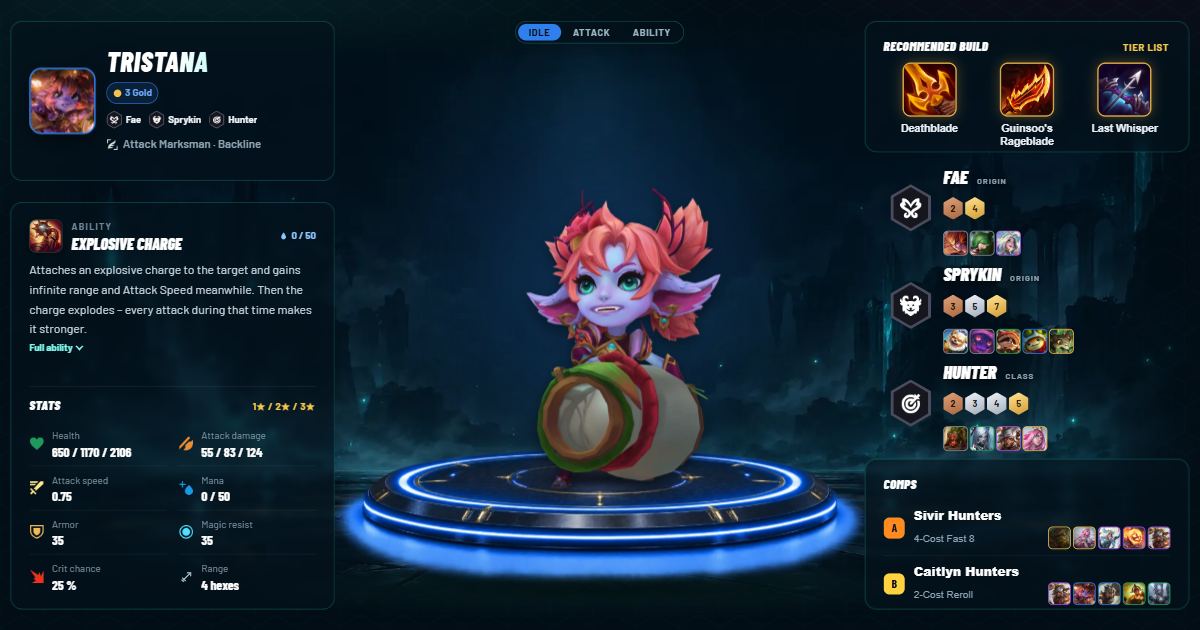 TRISTANA
3 Gold
Fae Sprykin Hunter
Attack Marksman · Backline
ABILITY
EXPLOSIVE CHARGE
0 / 50
Attaches an explosive charge to the target and gains
infinite range and Attack Speed meanwhile. Then the
charge explodes – every attack during that time makes
it stronger.
Full ability
STATS
1★ / 2★ / 3★
Health
650 / 1170 / 2106
Attack damage
55 / 83 / 124
Attack speed
0.75
Mana
0 / 50
Armor
35
Magic resist
35
Crit chance
25 %
Range
4 hexes
IDLE ATTACK ABILITY
RECOMMENDED BUILD
TIER LIST
Deathblade
Guinsoo's
Rageblade
Last Whisper
FAE ORIGIN
2 4
SPRYKIN ORIGIN
3 5 7
HUNTER CLASS
2 3 4 5
COMPS
A
Sivir Hunters
4-Cost Fast 8
B
Caitlyn Hunters
2-Cost Reroll